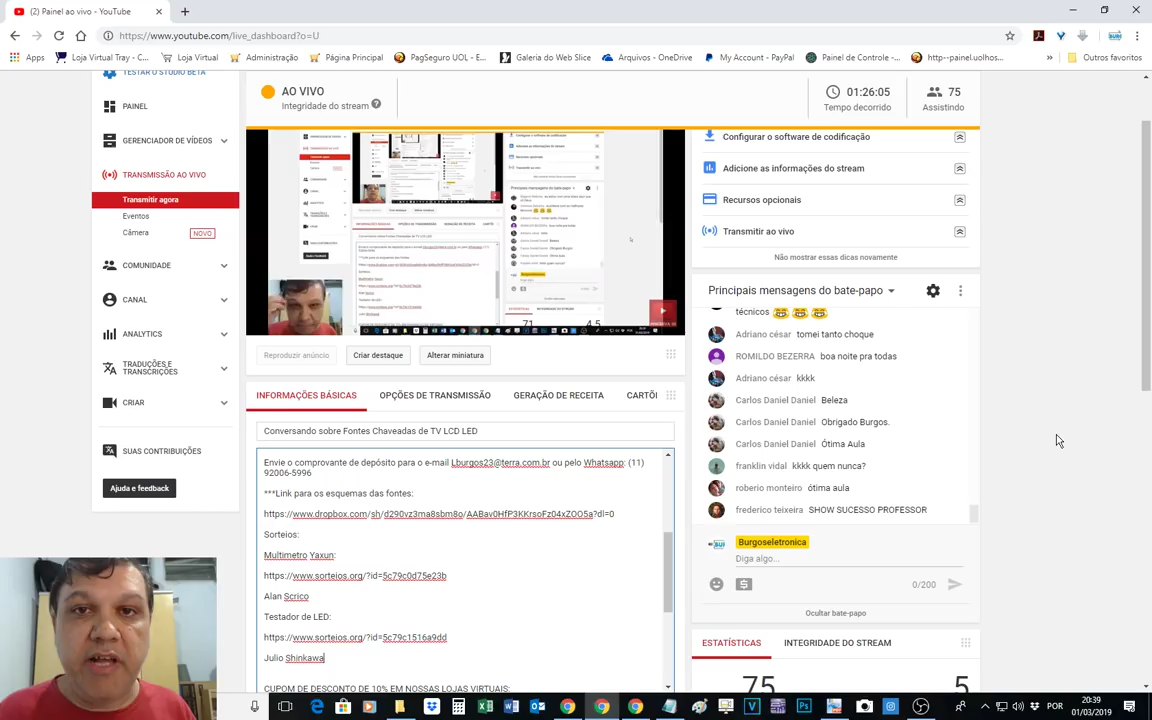 (2) Painel ao vivo - YouTube
https://www.youtube.com/live_dashboard?o=U
Apps
Loja Virtual Tray - C...
Loja Virtual
Administração
Página Principal
PagSeguro UOL - E...
Galeria do Web Slice
Arquivos - OneDrive
My Account - PayPal
Painel de Controle -...
http--painel.uolhos...
»
Outros favoritos
TESTAR O STUDIO BETA
PAINEL
GERENCIADOR DE VÍDEOS
TRANSMISSÃO AO VIVO
Transmitir agora
Eventos
Câmera
NOVO
COMUNIDADE
CANAL
ANALYTICS
TRADUÇÕES E
TRANSCRIÇÕES
CRIAR
SUAS CONTRIBUIÇÕES
Ajuda e feedback
AO VIVO
Integridade do stream
01:26:05
Tempo decorrido
75
Assistindo
Reproduzir anúncio
Criar destaque
Alterar miniatura
INFORMAÇÕES BÁSICAS
OPÇÕES DE TRANSMISSÃO
GERAÇÃO DE RECEITA
CARTÕI
Conversando sobre Fontes Chaveadas de TV LCD LED
Envie o comprovante de depósito para o e-mail Lburgos23@terra.com.br ou pelo Whatsapp: (11)
92006-5996
***Link para os esquemas das fontes:
https://www.dropbox.com/sh/d290vz3ma8sbm8o/AABav0HfP3KKrsoFz04xZOO5a?dl=0
Sorteios:
Multimetro Yaxun:
https://www.sorteios.org/?id=5c79c0d75e23b
Alan Scrico
Testador de LED:
https://www.sorteios.org/?id=5c79c1516a9dd
Julio Shinkawa
CUPOM DE DESCONTO DE 10% EM NOSSAS LOJAS VIRTUAIS:
Configurar o software de codificação
Adicione as informações do stream
Recursos opcionais
Transmitir ao vivo
Não mostrar essas dicas novamente
Principais mensagens do bate-papo
técnicos
Adriano césar tomei tanto choque
ROMILDO BEZERRA boa noite pra todas
Adriano césar kkkk
Carlos Daniel Daniel Beleza
Carlos Daniel Daniel Obrigado Burgos.
Carlos Daniel Daniel Ótima Aula
franklin vidal kkkk quem nunca?
roberio monteiro ótima aula
frederico teixeira SHOW SUCESSO PROFESSOR
Burgoseletronica
Diga algo...
0/200
Ocultar bate-papo
ESTATÍSTICAS
INTEGRIDADE DO STREAM
75
5
POR
20:39
01/03/2019